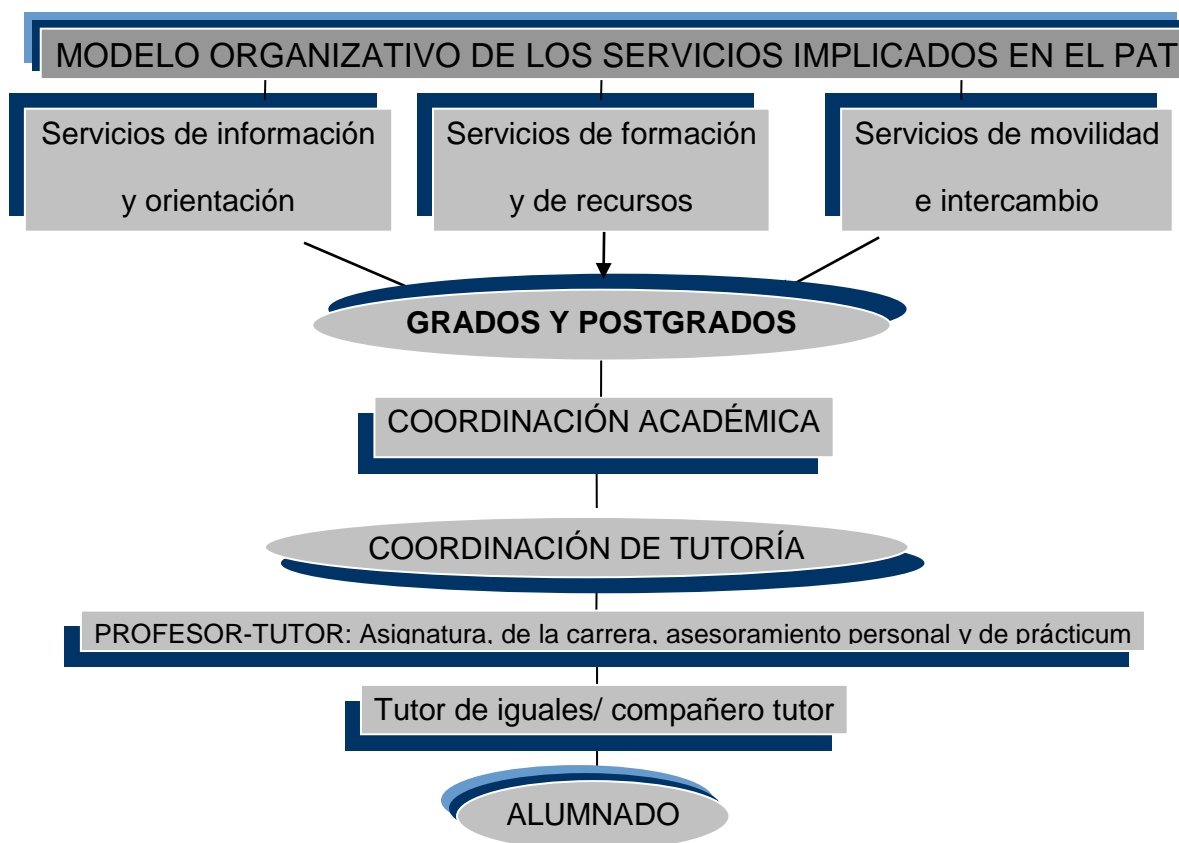 MODELO ORGANIZATIVO DE LOS SERVICIOS IMPLICADOS EN EL PAT
Servicios de información
y orientación
Servicios de formación
y de recursos
Servicios de movilidad
e intercambio
GRADOS Y POSTGRADOS
COORDINACIÓN ACADÉMICA
COORDINACIÓN DE TUTORÍA
PROFESOR-TUTOR: Asignatura, de la carrera, asesoramiento personal y de prácticum
Tutor de iguales/ compañero tutor
ALUMNADO